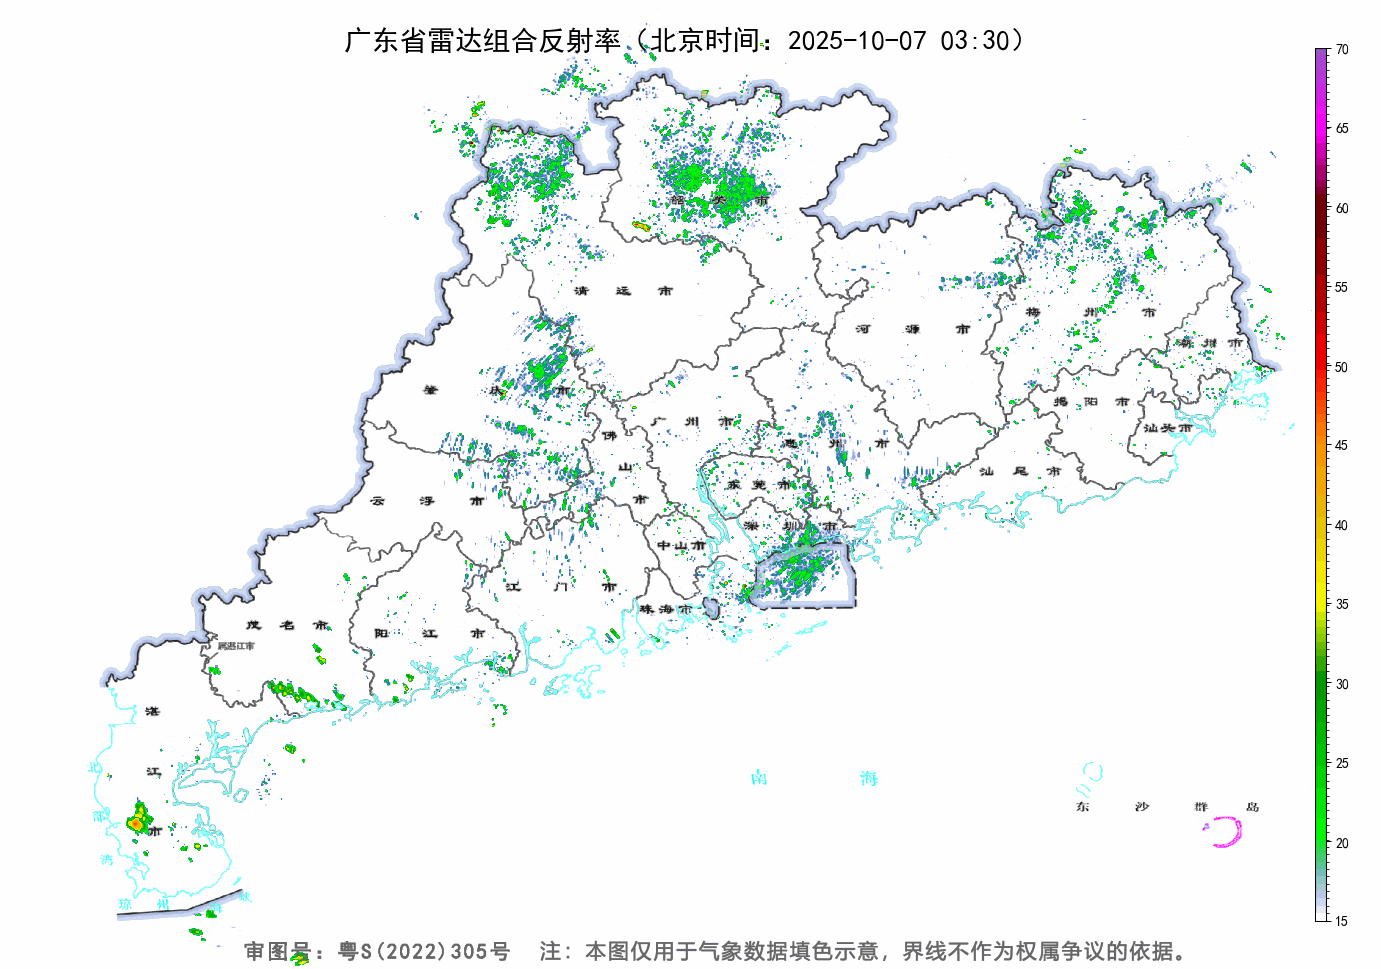 广东省雷达组合反射率（北京时间：2025-10-07 03:30）
70
65
60
55
50
45
40
35
30
25
20
15
韶关市
清远市
河源市
梅州市
潮州市
肇庆市
广州市
佛山市
惠州市
揭阳市
汕头市
汕尾市
东莞市
云浮市
深圳市
中山市
江门市
珠海市
茂名市
阳江市
属湛江市
湛江市
北部湾
琼州海峡
南海
东沙群岛
审图号：粤S(2022)305号 注：本图仅用于气象数据填色示意，界线不作为权属争议的依据。